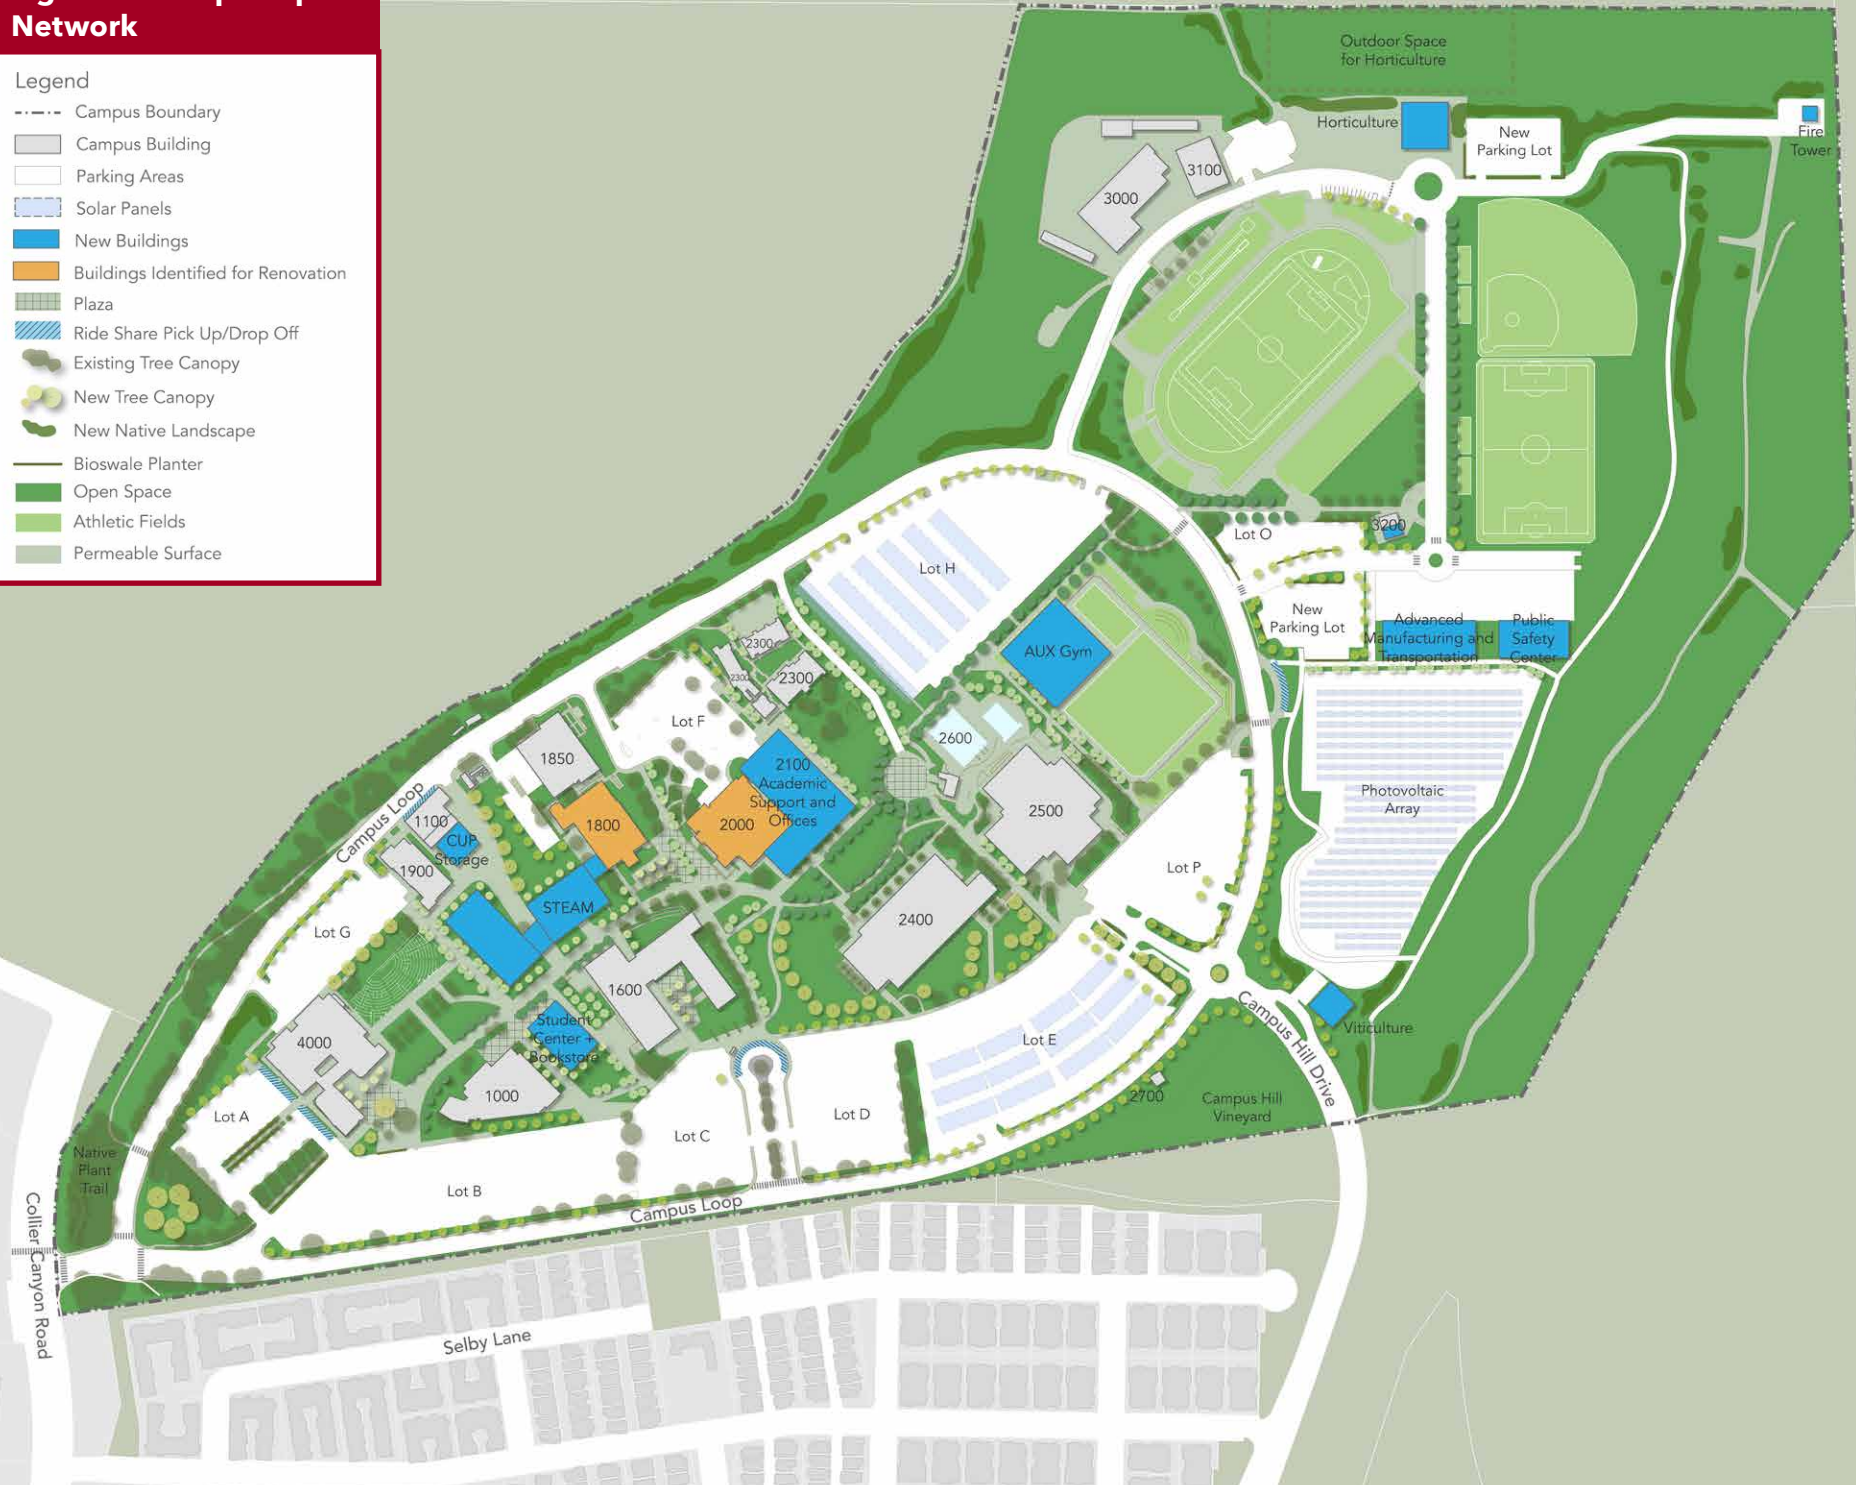 Network
Legend
Campus Boundary
Campus Building
Parking Areas
Solar Panels
New Buildings
Buildings Identified for Renovation
Plaza
Ride Share Pick Up/Drop Off
Existing Tree Canopy
New Tree Canopy
New Native Landscape
Bioswale Planter
Open Space
Athletic Fields
Permeable Surface
Outdoor Space
for Horticulture
Horticulture
New
Parking Lot
Fire
Tower
3100
3000
3200
Lot O
Lot H
New
Parking Lot
Advanced
Manufacturing and
Transportation
Public
Safety
Center
AUX Gym
2300
2300
2300
Lot F
2600
1850
2100
Academic
Support and
Offices
Photovoltaic
Array
2500
1800
2000
Campus Loop
1100
CUP
Storage
1900
Lot P
STEAM
2400
Lot G
1600
Campus Hill Drive
Viticulture
Student
Center +
Bookstore
4000
Lot E
1000
2700
Campus Hill
Vineyard
Lot A
Lot D
Lot C
Native
Plant
Trail
Lot B
Campus Loop
Collier Canyon Road
Selby Lane